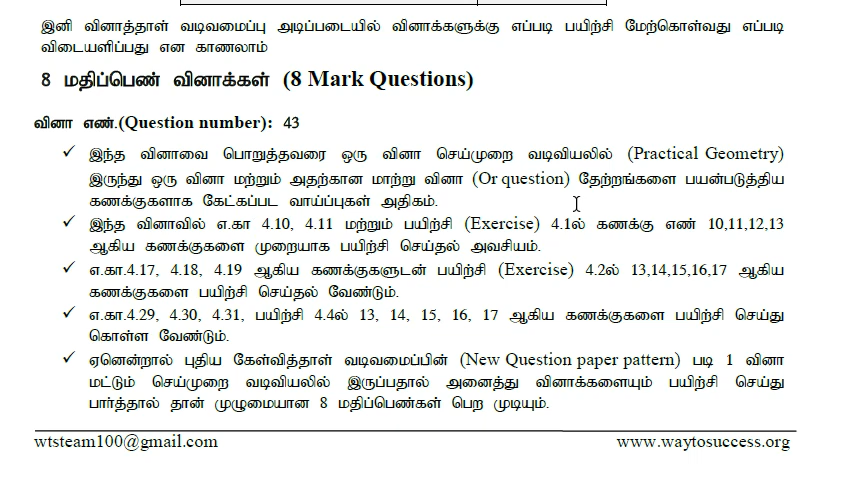 இனி வினாத்தாள் வடிவமைப்பு அடிப்படையில் வினாக்களுக்கு எப்படி பயிற்சி மேற்கொள்வது எப்படி
விடையளிப்பது என காணலாம்
8 மதிப்பெண் வினாக்கள் (8 Mark Questions)
வினா எண்.(Question number): 43
✓ இந்த வினாவை பொறுத்தவரை ஒரு வினா செய்முறை வடிவியலில் (Practical Geometry)
இருந்து ஒரு வினா மற்றும் அதற்கான மாற்று வினா (Or question) தேற்றங்களை பயன்படுத்திய
கணக்குகளாக கேட்கப்பட வாய்ப்புகள் அதிகம்.
✓ இந்த வினாவில் எ.கா 4.10, 4.11 மற்றும் பயிற்சி (Exercise) 4.1ல் கணக்கு எண் 10,11,12,13
ஆகிய கணக்குகளை முறையாக பயிற்சி செய்தல் அவசியம்.
✓ எ.கா.4.17, 4.18, 4.19 ஆகிய கணக்குகளுடன் பயிற்சி (Exercise) 4.2ல் 13,14,15,16,17 ஆகிய
கணக்குகளை பயிற்சி செய்தல் வேண்டும்.
✓ எ.கா.4.29, 4.30, 4.31, பயிற்சி 4.4ல் 13, 14, 15, 16, 17 ஆகிய கணக்குகளை பயிற்சி செய்து
கொள்ள வேண்டும்.
✓ ஏனென்றால் புதிய கேள்வித்தாள் வடிவமைப்பின் (New Question paper pattern) படி 1 வினா
மட்டும் செய்முறை வடிவியலில் இருப்பதால் அனைத்து வினாக்களையும் பயிற்சி செய்து
பார்த்தால் தான் முழுமையான 8 மதிப்பெண்கள் பெற முடியும்.
wtsteam100@gmail.com www.waytosuccess.org